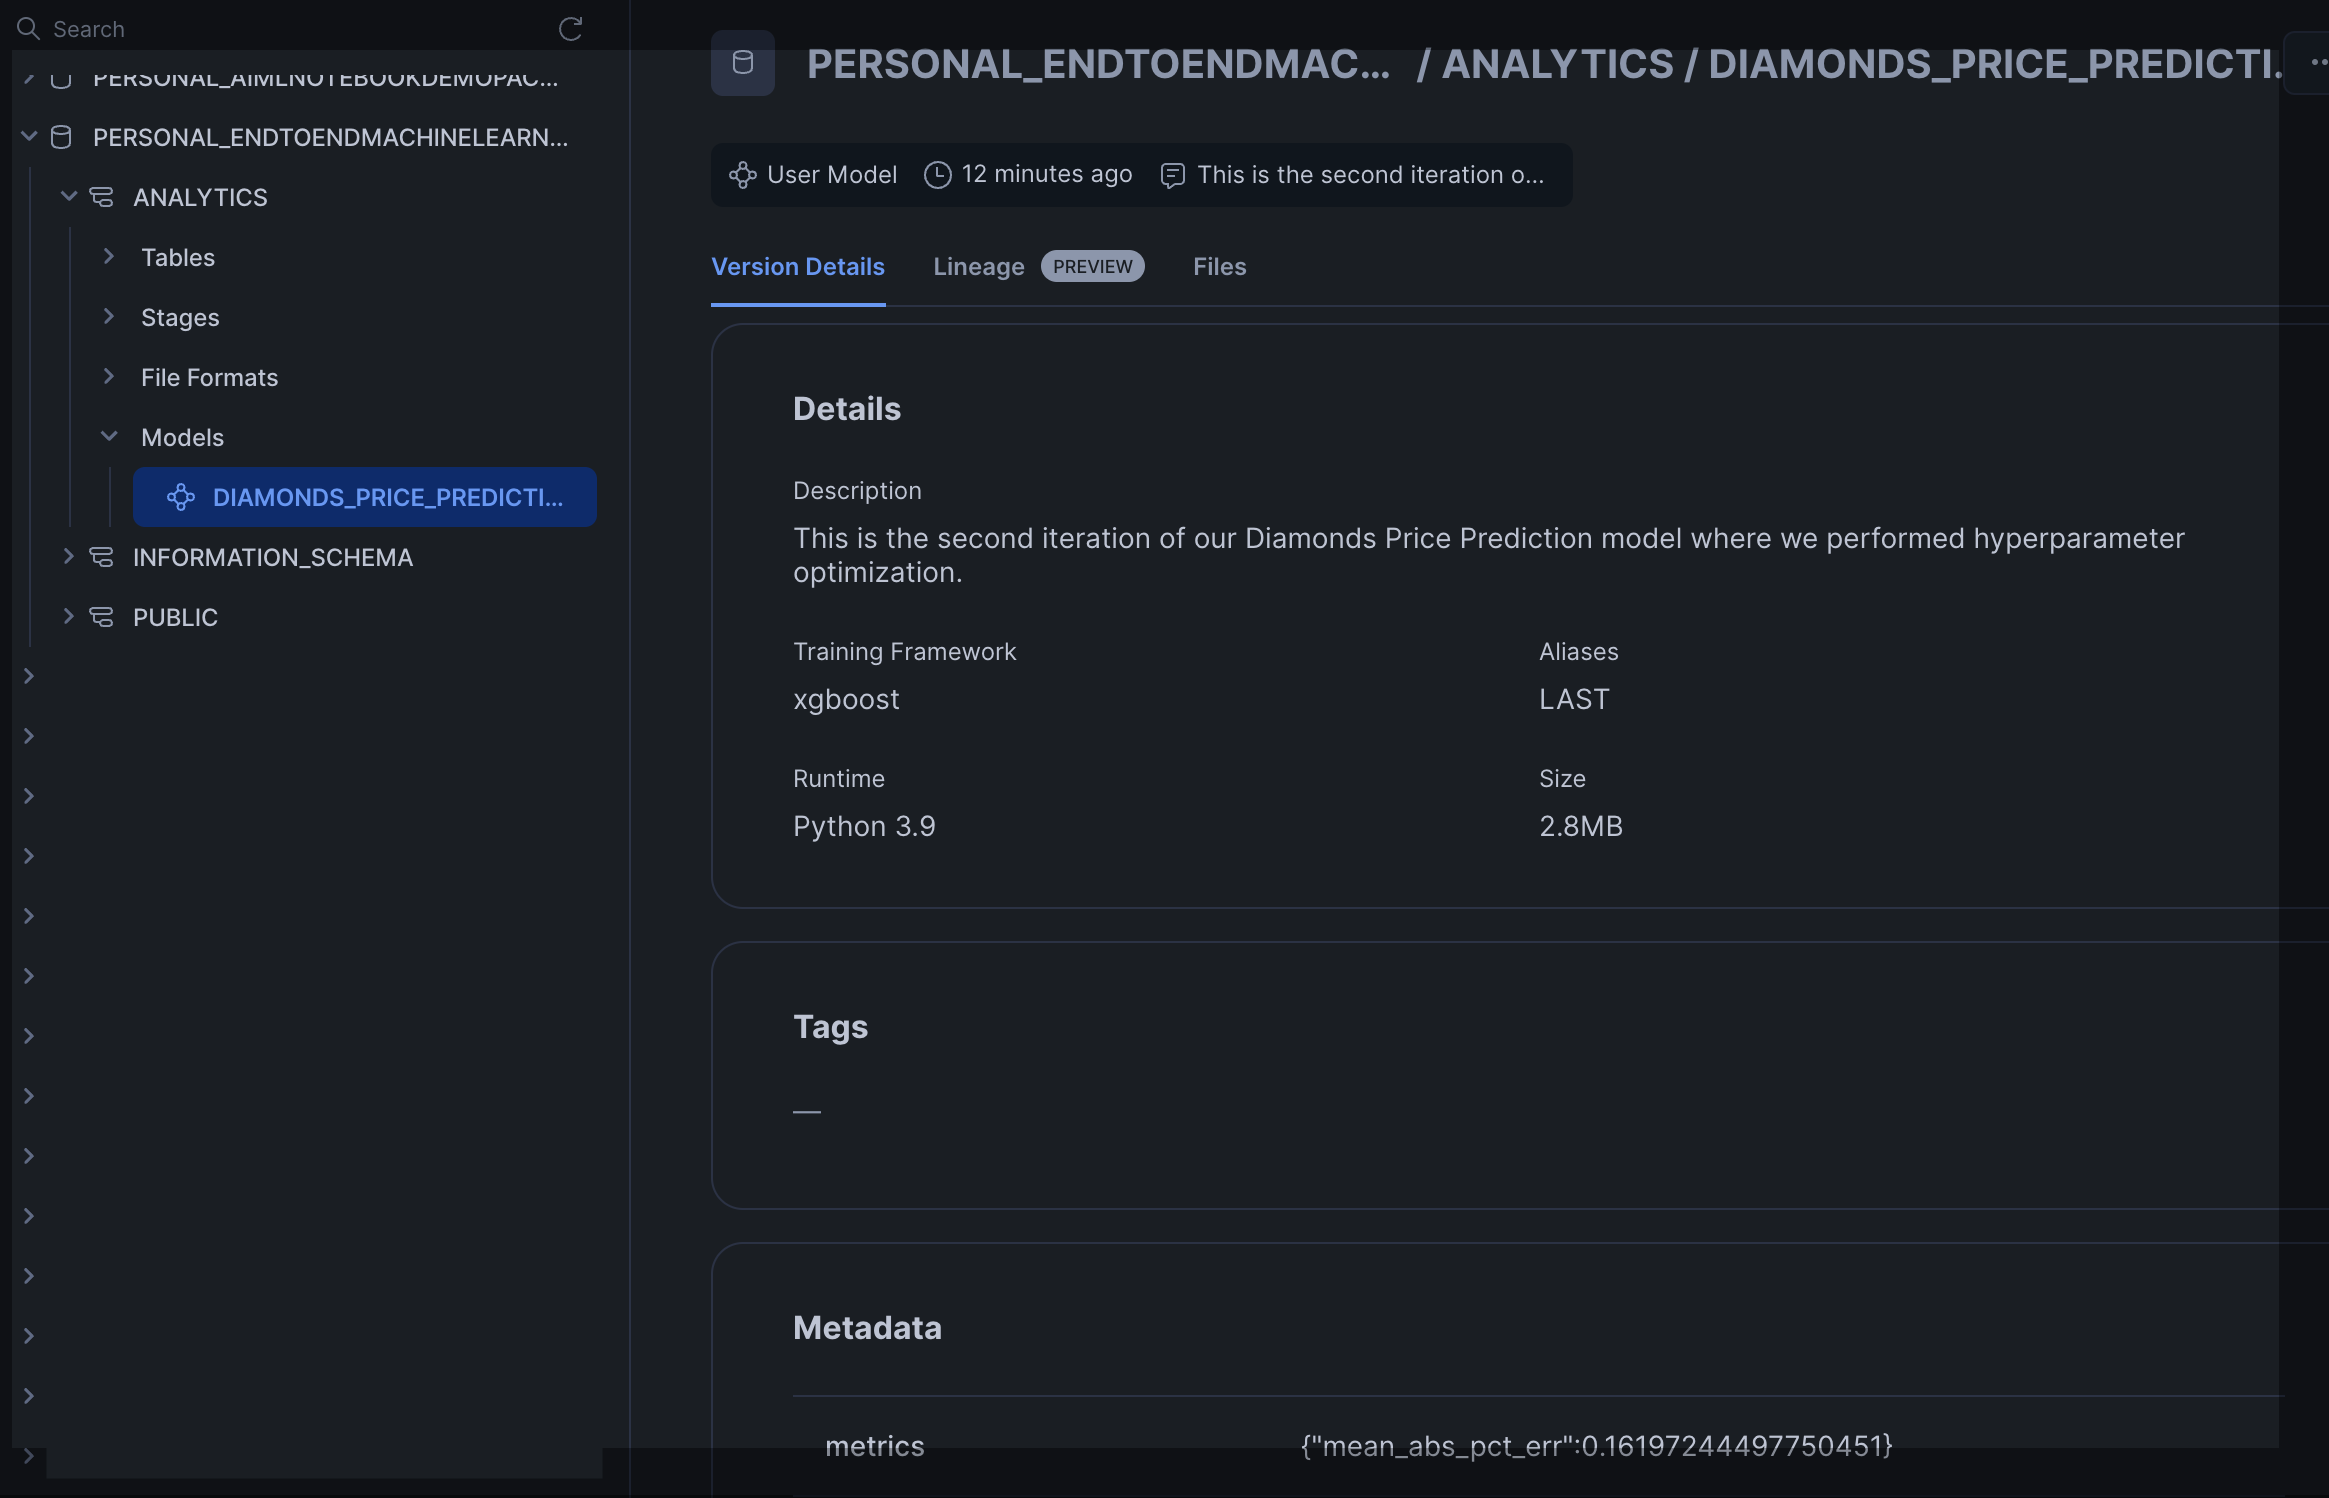 Search
PERSONAL_AIMLNOTEBOOKDEMOPAC...
PERSONAL_ENDTOENDMACHINELEARN...
ANALYTICS
Tables
Stages
File Formats
Models
DIAMONDS_PRICE_PREDICTI...
INFORMATION_SCHEMA
PUBLIC
PERSONAL_ENDTOENDMAC... / ANALYTICS / DIAMONDS_PRICE_PREDICTI.
User Model 12 minutes ago This is the second iteration o...
Version Details Lineage PREVIEW Files
Details
Description
This is the second iteration of our Diamonds Price Prediction model where we performed hyperparameter
optimization.
Training Framework Aliases
xgboost LAST
Runtime Size
Python 3.9 2.8MB
Tags
—
Metadata
metrics {"mean_abs_pct_err":0.16197244497750451}